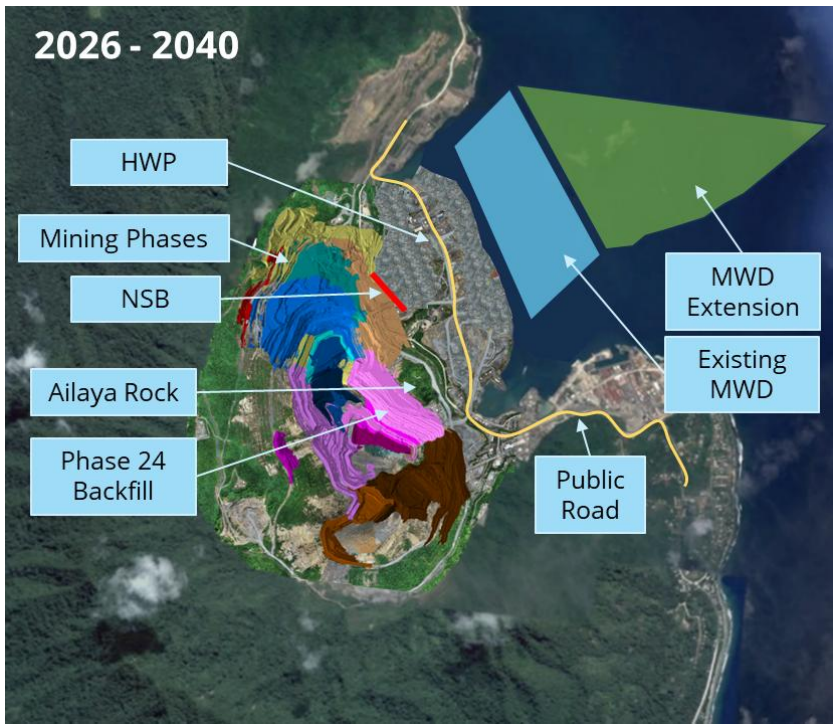 2026 - 2040
HWP
Mining Phases
NSB
Ailaya Rock
Phase 24
Backfill
MWD
Extension
Existing
MWD
Public
Road